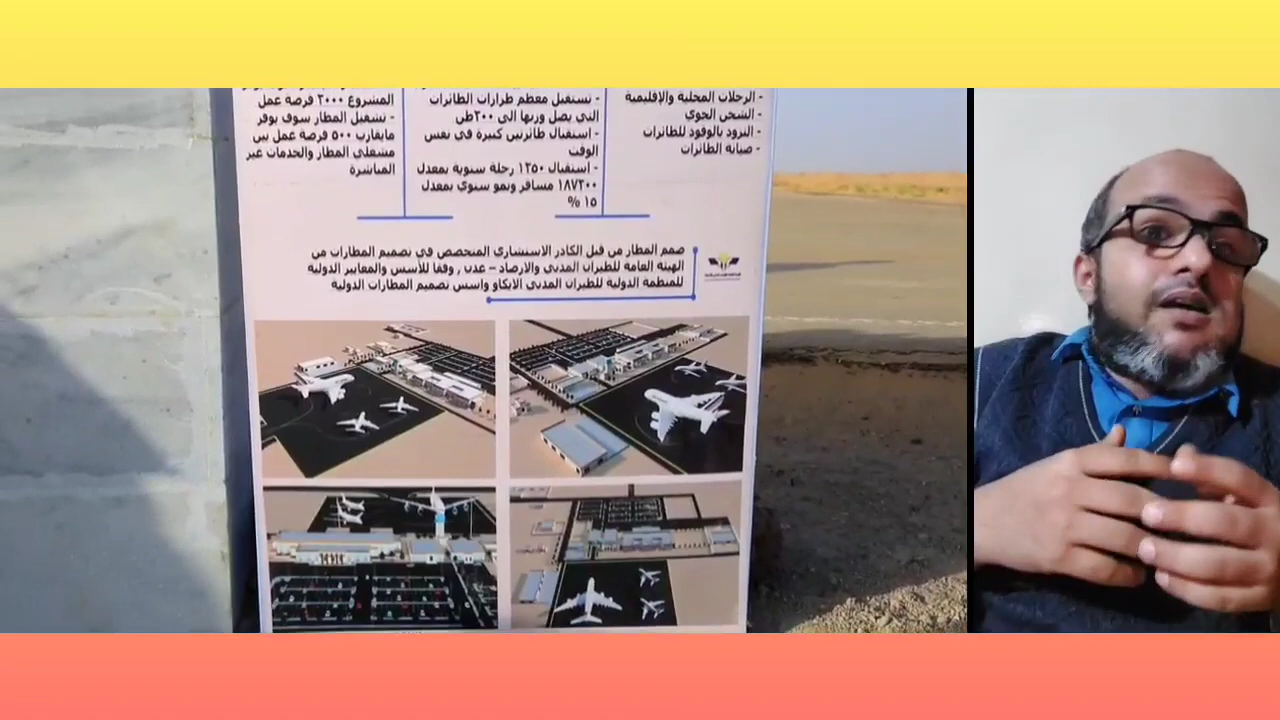 - الرحلات المحلية والإقليمية
- الشحن الجوي
- التزود بالوقود للطائرات
- صيانة الطائرات
- تستقبل معظم طرازات الطائرات
التي يصل وزنها الى ٢٠٠طن
- استقبال طائرتين كبيرة في نفس
الوقت
- استقبال ١٢٥٠ رحلة سنوية بمعدل
١٨٧٢٠٠ مسافر ونمو سنوي بمعدل
١٥ %
المشروع ٢٠٠٠ فرصة عمل
- تشغيل المطار سوف يوفر
مايقارب ٥٠٠ فرصة عمل بين
مشغلي المطار والخدمات غير
المباشرة
صمم المطار من قبل الكادر الاستشاري المتخصص في تصميم المطارات من
الهيئة العامة للطيران المدني والارصاد – عدن , وفقا للأسس والمعايير الدولية
للمنظمة الدولية للطيران المدني الايكاو واسس تصميم المطارات الدولية